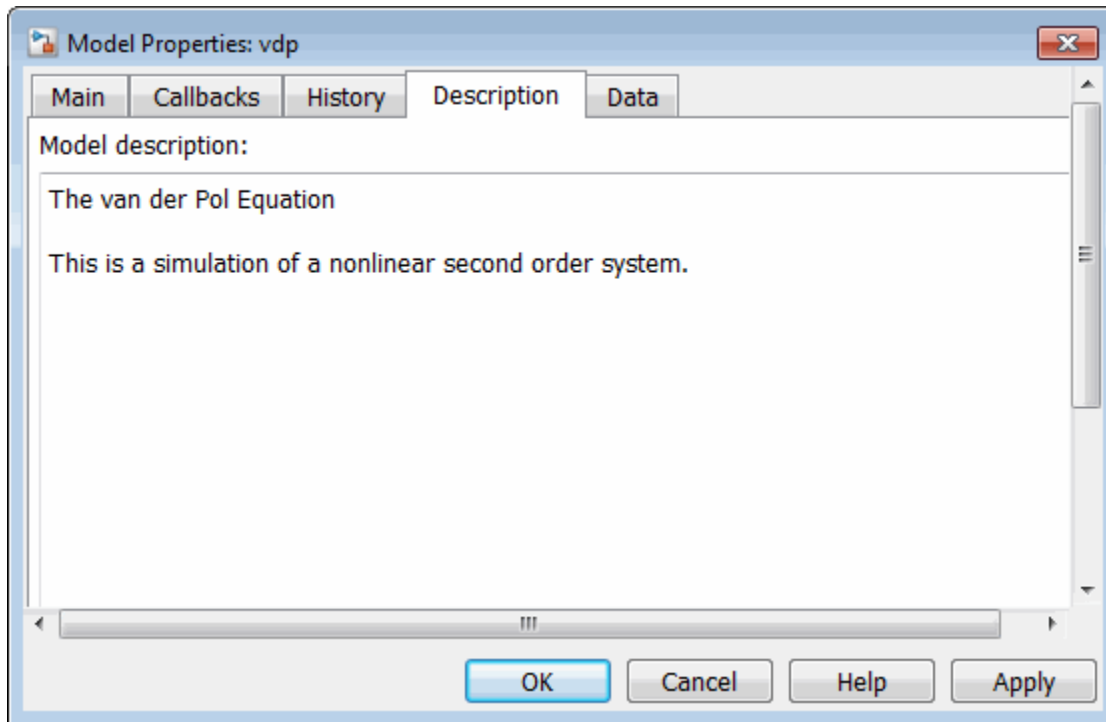 Model Properties: vdp
Main Callbacks History Description Data
Model description:
The van der Pol Equation
This is a simulation of a nonlinear second order system.
OK Cancel Help Apply